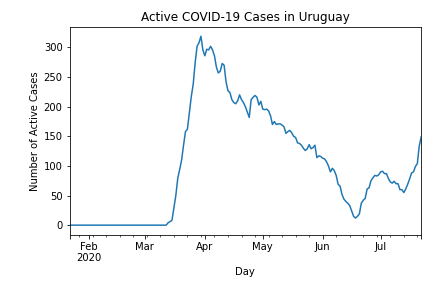 Active COVID-19 Cases in Uruguay
Number of Active Cases
300
250
200
150
100
50
0
Feb Mar Apr May Jun Jul
2020
Day